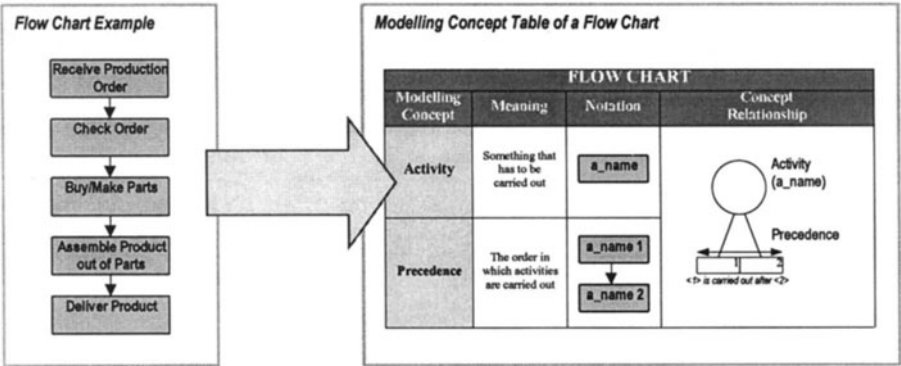 Flow Chart Example
Receive Production
Order
Check Order
Buy/Make Parts
Assemble Product
out of Parts
Deliver Product
Modelling Concept Table of a Flow Chart
FLOW CHART
Modelling
Concept
Meaning
Notation
Concept
Relationship
Activity
Something that
has to be
carried out
a_name
Precedence
The order in
which activities
are carried out
a_name 1
a_name 2
Activity
(a_name)
Precedence
1 2
<1> is carried out after <2>